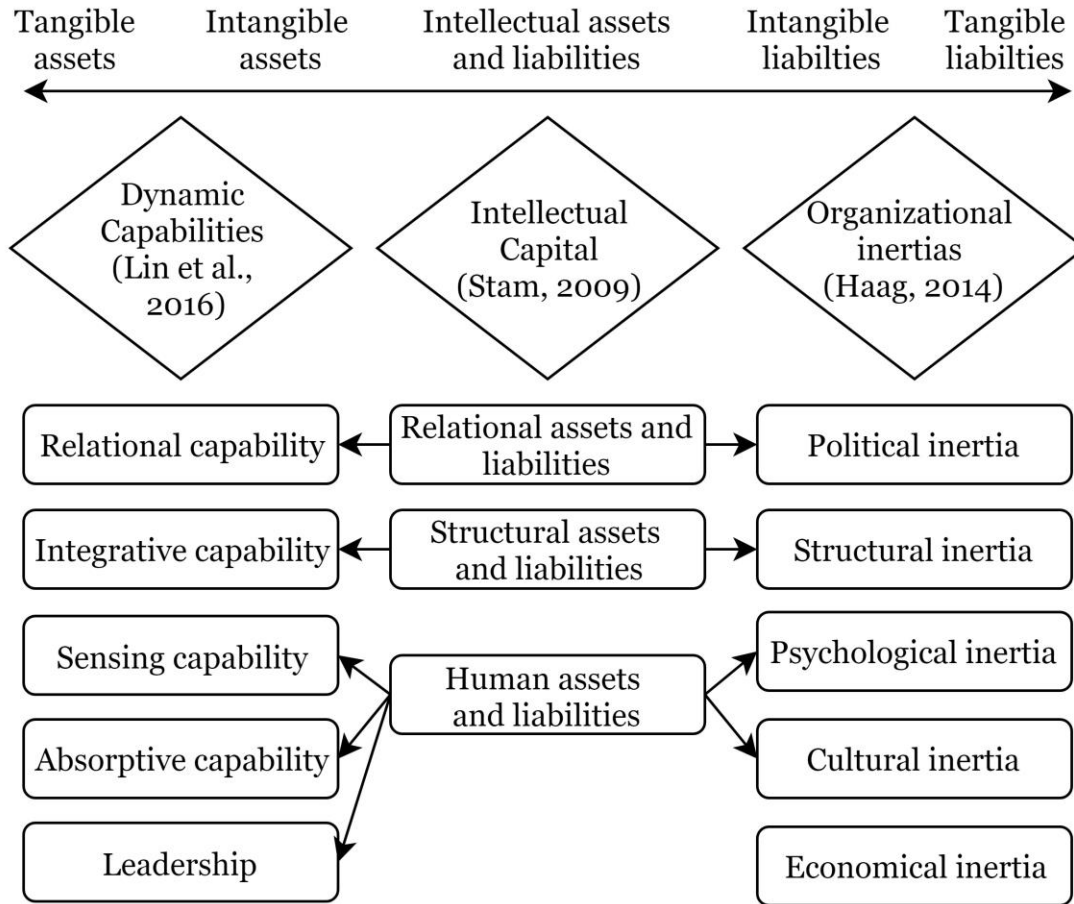 Tangible
assets
Intangible
assets
Intellectual assets
and liabilities
Intangible
liabilties
Tangible
liabilties
Dynamic
Capabilities
(Lin et al.,
2016)
Intellectual
Capital
(Stam, 2009)
Organizational
inertias
(Haag, 2014)
Relational capability
Relational assets and
liabilities
Political inertia
Integrative capability
Structural assets
and liabilities
Structural inertia
Sensing capability
Human assets
and liabilities
Psychological inertia
Absorptive capability
Cultural inertia
Leadership
Economical inertia